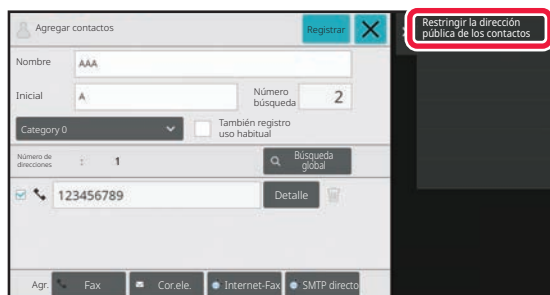 Agregar contactos
Registrar
Restringir la dirección
pública de los contactos
Nombre
AAA
Inicial
A
Número
búsqueda
2
Category 0
También registro
uso habitual
Número de
direcciones
:
1
Búsqueda
global
123456789
Detalle
Agr.
Fax
Cor.ele.
Internet-Fax
SMTP directo